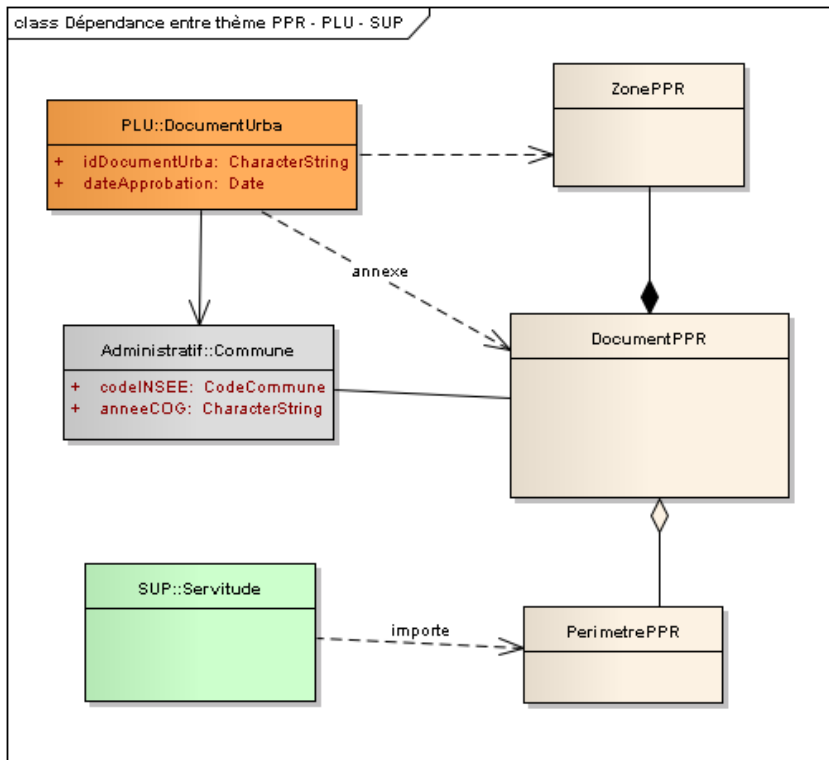 class Dépendance entre thème PPR - PLU - SUP
ZonePPR
PLU::DocumentUrba
+ idDocumentUrba: CharacterString
+ dateApprobation: Date
annexe
DocumentPPR
Administratif::Commune
+ codeINSEE: CodeCommune
+ anneeCOG: CharacterString
SUP::Servitude
importe
PerimetrePPR